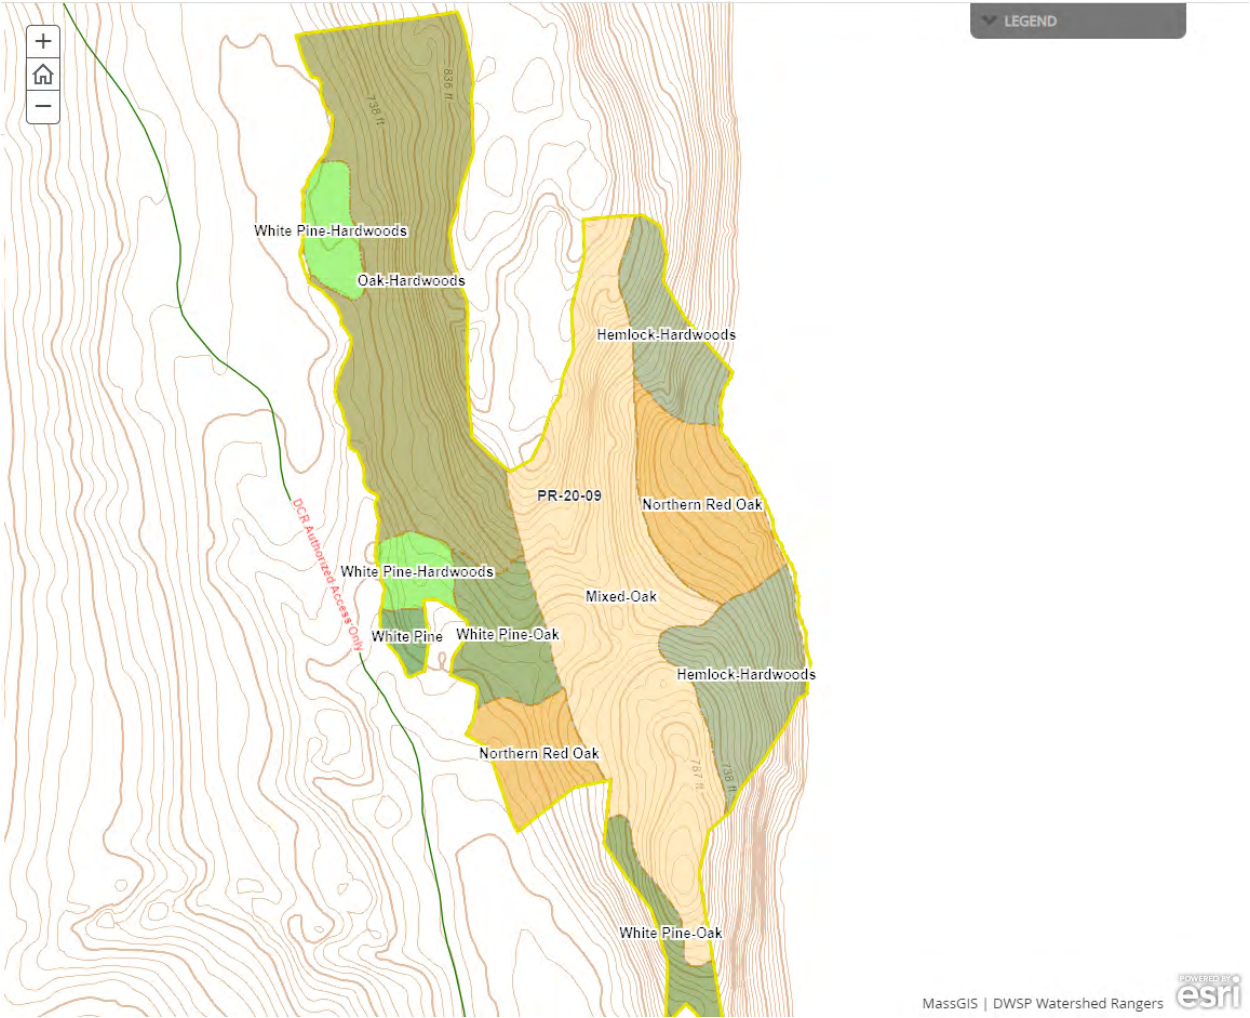 +
LEGEND
−
836 ft
738 ft
White Pine-Hardwoods
Oak-Hardwoods
Hemlock-Hardwoods
PR-20-09
Northern Red Oak
DCR Authorized Access Only
White Pine-Hardwoods
Mixed-Oak
White Pine
White Pine-Oak
Hemlock-Hardwoods
Northern Red Oak
787 ft
738 ft
White Pine-Oak
POWERED BY
esri
MassGIS | DWSP Watershed Rangers